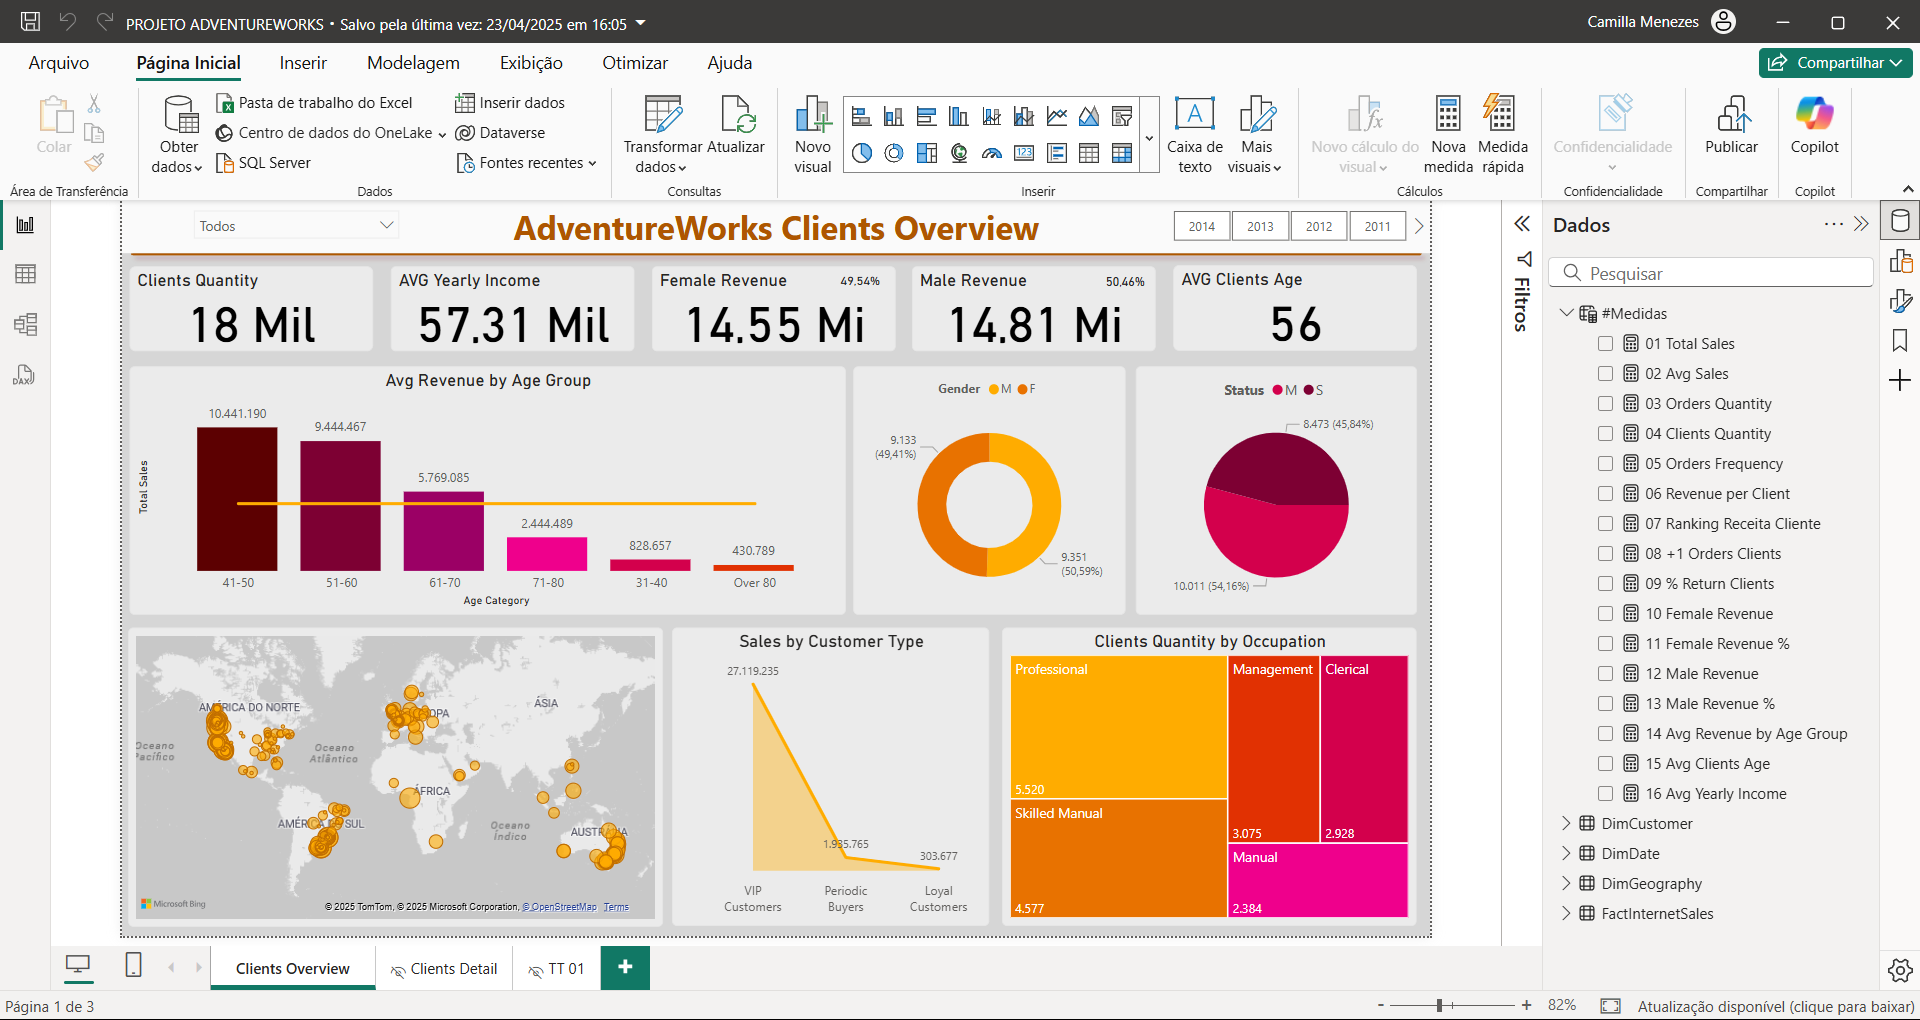 PROJETO ADVENTUREWORKS • Salvo pela última vez: 23/04/2025 em 16:05
Camilla Menezes
Arquivo
Página Inicial
Inserir
Modelagem
Exibição
Otimizar
Ajuda
Compartilhar
Colar
Área de Transferência
Obter dados
Pasta de trabalho do Excel
Centro de dados do OneLake
SQL Server
Inserir dados
Dataverse
Fontes recentes
Dados
Transformar dados
Atualizar
Consultas
Novo visual
Caixa de texto
Mais visuais
Inserir
Novo cálculo do visual
Nova medida
Medida rápida
Cálculos
Confidencialidade
Confidencialidade
Publicar
Compartilhar
Copilot
Copilot
Todos
AdventureWorks Clients Overview
2014
2013
2012
2011
Clients Quantity
18 Mil
AVG Yearly Income
57,31 Mil
Female Revenue
49,54%
14,55 Mi
Male Revenue
50,46%
14,81 Mi
AVG Clients Age
56
Avg Revenue by Age Group
10.441.190
9.444.467
5.769.085
2.444.489
828.657
430.789
Total Sales
41-50
51-60
61-70
71-80
31-40
Over 80
Age Category
Gender M F
9.133
(49,41%)
9.351
(50,59%)
Status M S
8.473 (45,84%)
10.011 (54,16%)
AMÉRICA DO NORTE
OPA
ÁSIA
Oceano
Pacífico
Oceano
Atlântico
ÁFRICA
AMÉRICA DO SUL
Oceano
Índico
AUSTRÁLIA
Microsoft Bing
© 2025 TomTom, © 2025 Microsoft Corporation, © OpenStreetMap Terms
Sales by Customer Type
27.119.235
1.935.765
303.677
VIP
Customers
Periodic
Buyers
Loyal
Customers
Clients Quantity by Occupation
Professional
5.520
Skilled Manual
4.577
Management
3.075
Clerical
2.928
Manual
2.384
Filtros
Dados
Pesquisar
#Medidas
01 Total Sales
02 Avg Sales
03 Orders Quantity
04 Clients Quantity
05 Orders Frequency
06 Revenue per Client
07 Ranking Receita Cliente
08 +1 Orders Clients
09 % Return Clients
10 Female Revenue
11 Female Revenue %
12 Male Revenue
13 Male Revenue %
14 Avg Revenue by Age Group
15 Avg Clients Age
16 Avg Yearly Income
DimCustomer
DimDate
DimGeography
FactInternetSales
Clients Overview
Clients Detail
TT 01
Página 1 de 3
82%
Atualização disponível (clique para baixar)
DAX
123